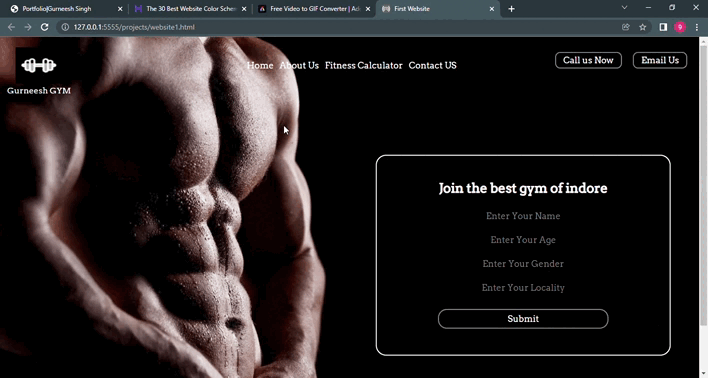 Portfolio|Gurneesh Singh
The 30 Best Website Color Schem
Free Video to GIF Converter | Ado
First Website
127.0.0.1:5555/projects/website1.html
9
Gurneesh GYM
Home About Us Fitness Calculator Contact US
Call us Now Email Us
Join the best gym of indore
Enter Your Name
Enter Your Age
Enter Your Gender
Enter Your Locality
Submit